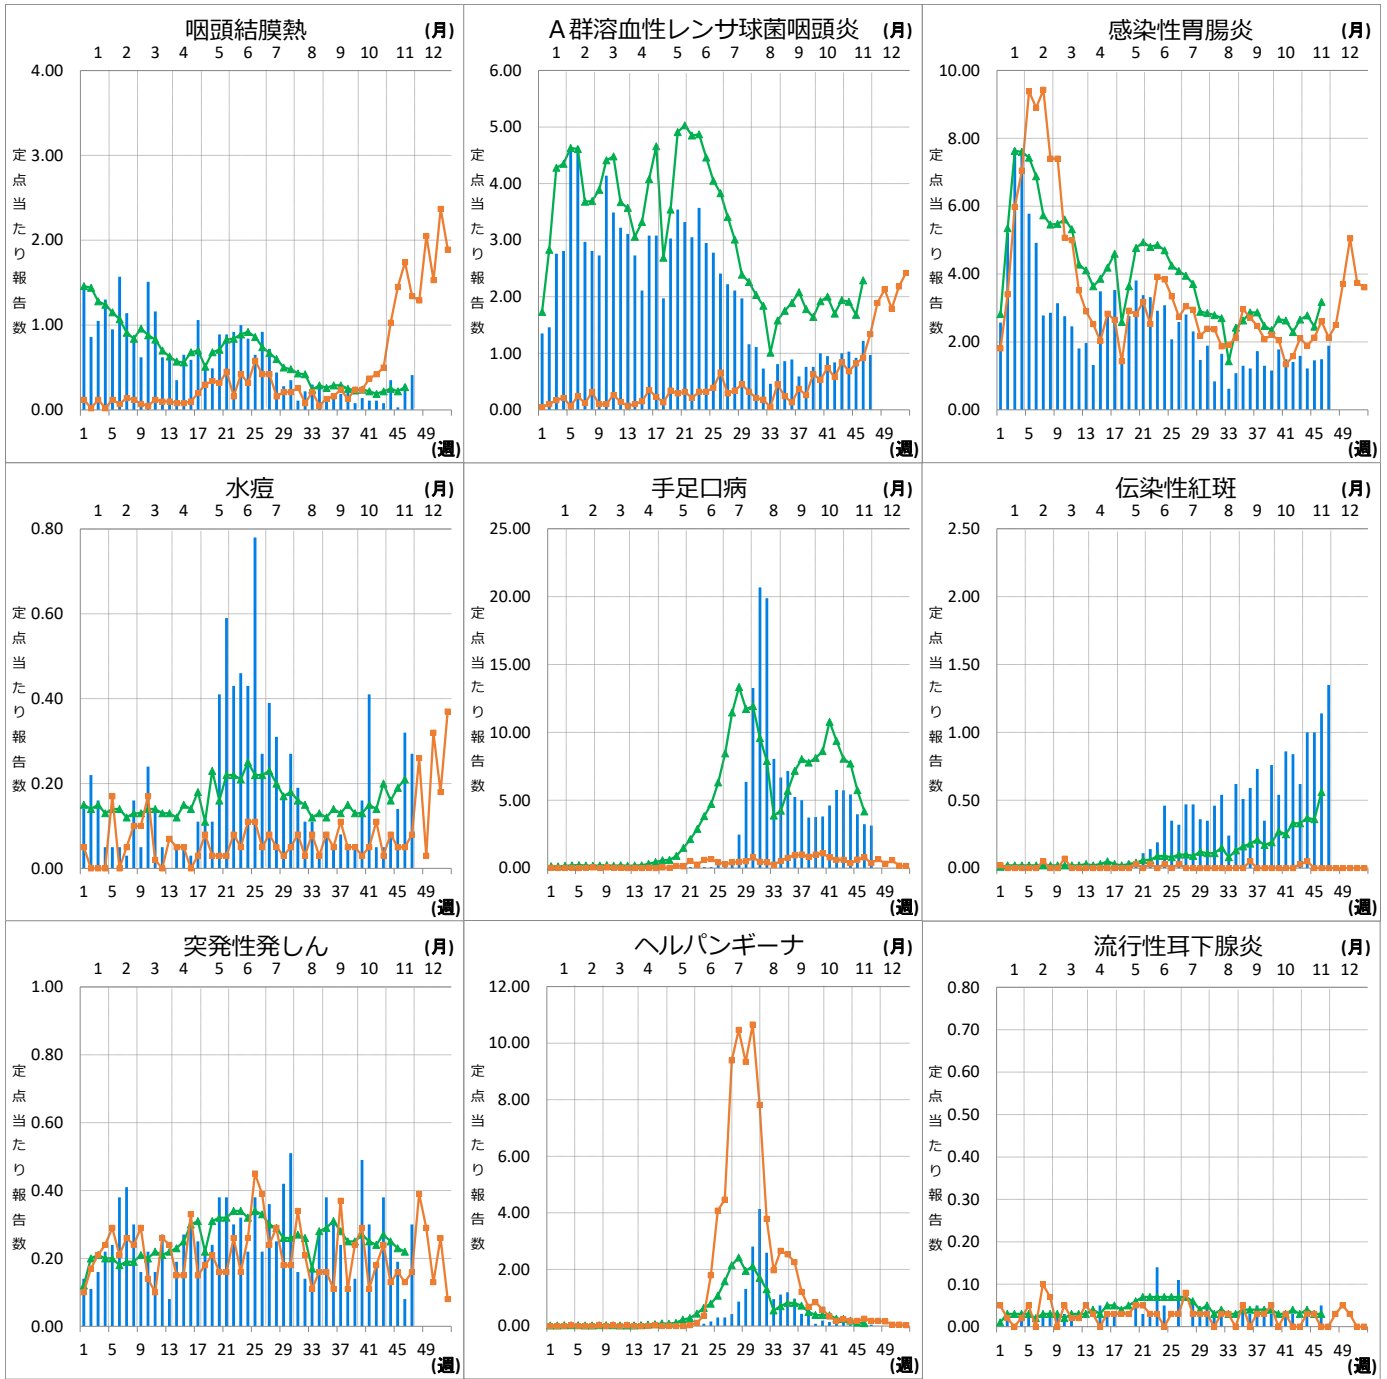 咽頭結膜熱 (月)
1 2 3 4 5 6 7 8 9 10 11 12
4.00
3.00
2.00
1.00
0.00
定点当たり報告数
1 5 9 13 17 21 25 29 33 37 41 45 49
(週)
A群溶血性レンサ球菌咽頭炎 (月)
1 2 3 4 5 6 7 8 9 10 11 12
6.00
5.00
4.00
3.00
2.00
1.00
0.00
定点当たり報告数
1 5 9 13 17 21 25 29 33 37 41 45 49
(週)
感染性胃腸炎 (月)
1 2 3 4 5 6 7 8 9 10 11 12
10.00
8.00
6.00
4.00
2.00
0.00
定点当たり報告数
1 5 9 13 17 21 25 29 33 37 41 45 49
(週)
水痘 (月)
1 2 3 4 5 6 7 8 9 10 11 12
0.80
0.60
0.40
0.20
0.00
定点当たり報告数
1 5 9 13 17 21 25 29 33 37 41 45 49
(週)
手足口病 (月)
1 2 3 4 5 6 7 8 9 10 11 12
25.00
20.00
15.00
10.00
5.00
0.00
定点当たり報告数
1 5 9 13 17 21 25 29 33 37 41 45 49
(週)
伝染性紅斑 (月)
1 2 3 4 5 6 7 8 9 10 11 12
2.50
2.00
1.50
1.00
0.50
0.00
定点当たり報告数
1 5 9 13 17 21 25 29 33 37 41 45 49
(週)
突発性発しん (月)
1 2 3 4 5 6 7 8 9 10 11 12
1.00
0.80
0.60
0.40
0.20
0.00
定点当たり報告数
1 5 9 13 17 21 25 29 33 37 41 45 49
(週)
ヘルパンギーナ (月)
1 2 3 4 5 6 7 8 9 10 11 12
12.00
10.00
8.00
6.00
4.00
2.00
0.00
定点当たり報告数
1 5 9 13 17 21 25 29 33 37 41 45 49
(週)
流行性耳下腺炎 (月)
1 2 3 4 5 6 7 8 9 10 11 12
0.80
0.70
0.60
0.50
0.40
0.30
0.20
0.10
0.00
定点当たり報告数
1 5 9 13 17 21 25 29 33 37 41 45 49
(週)